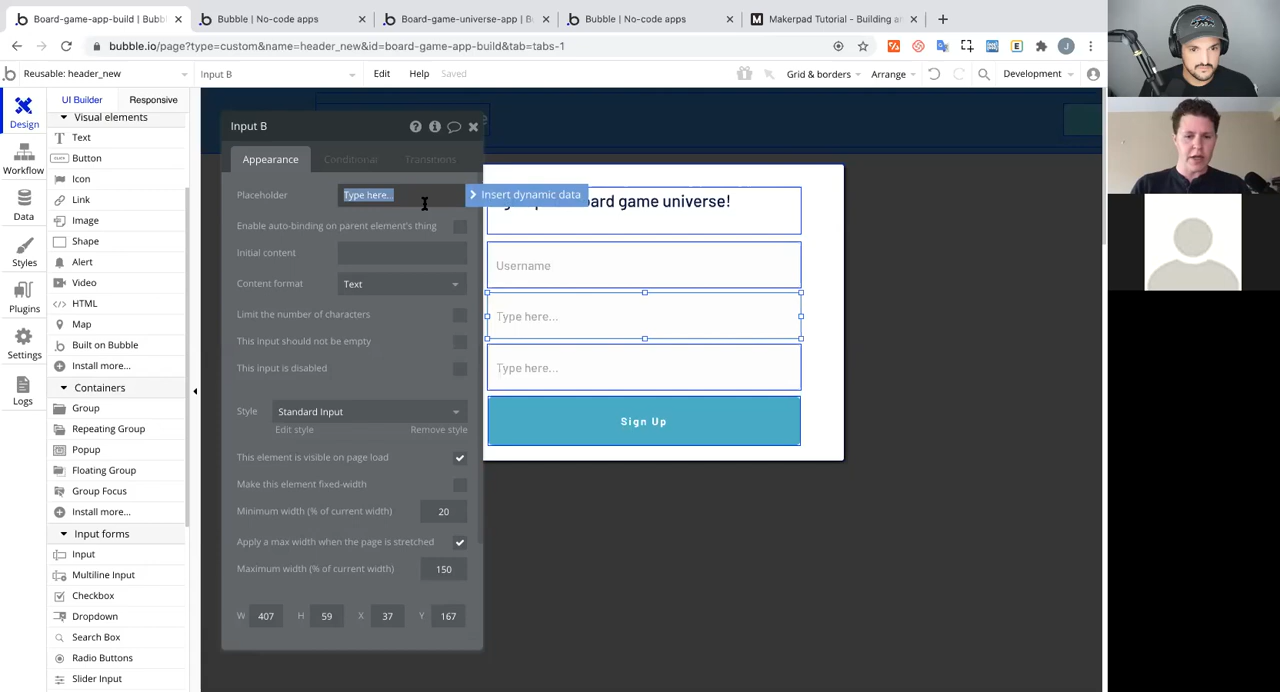 Board-game-app-build | Bubbl
Bubble | No-code apps
Board-game-universe-app | B
Bubble | No-code apps
Makerpad Tutorial - Building an
bubble.io/page?type=custom&name=header_new&id=board-game-app-build&tab=tabs-1
J
Reusable: header_new
Input B
Edit
Help
Saved
Grid & borders
Arrange
Development
Design
Workflow
Data
Styles
Plugins
Settings
Logs
UI Builder
Responsive
Visual elements
Text
Button
Icon
Link
Image
Shape
Alert
Video
HTML
Map
Built on Bubble
Install more...
Containers
Group
Repeating Group
Popup
Floating Group
Group Focus
Install more...
Input forms
Input
Multiline Input
Checkbox
Dropdown
Search Box
Radio Buttons
Slider Input
Input B
Appearance
Conditional
Transitions
Placeholder
Type here...
Insert dynamic data
Enable auto-binding on parent element's thing
Initial content
Content format
Text
Limit the number of characters
This input should not be empty
This input is disabled
Style
Standard Input
Edit style
Remove style
This element is visible on page load
Make this element fixed-width
Minimum width (% of current width)
20
Apply a max width when the page is stretched
Maximum width (% of current width)
150
W 407 H 59 X 37 Y 167
board game universe!
Username
Type here...
Type here...
Sign Up